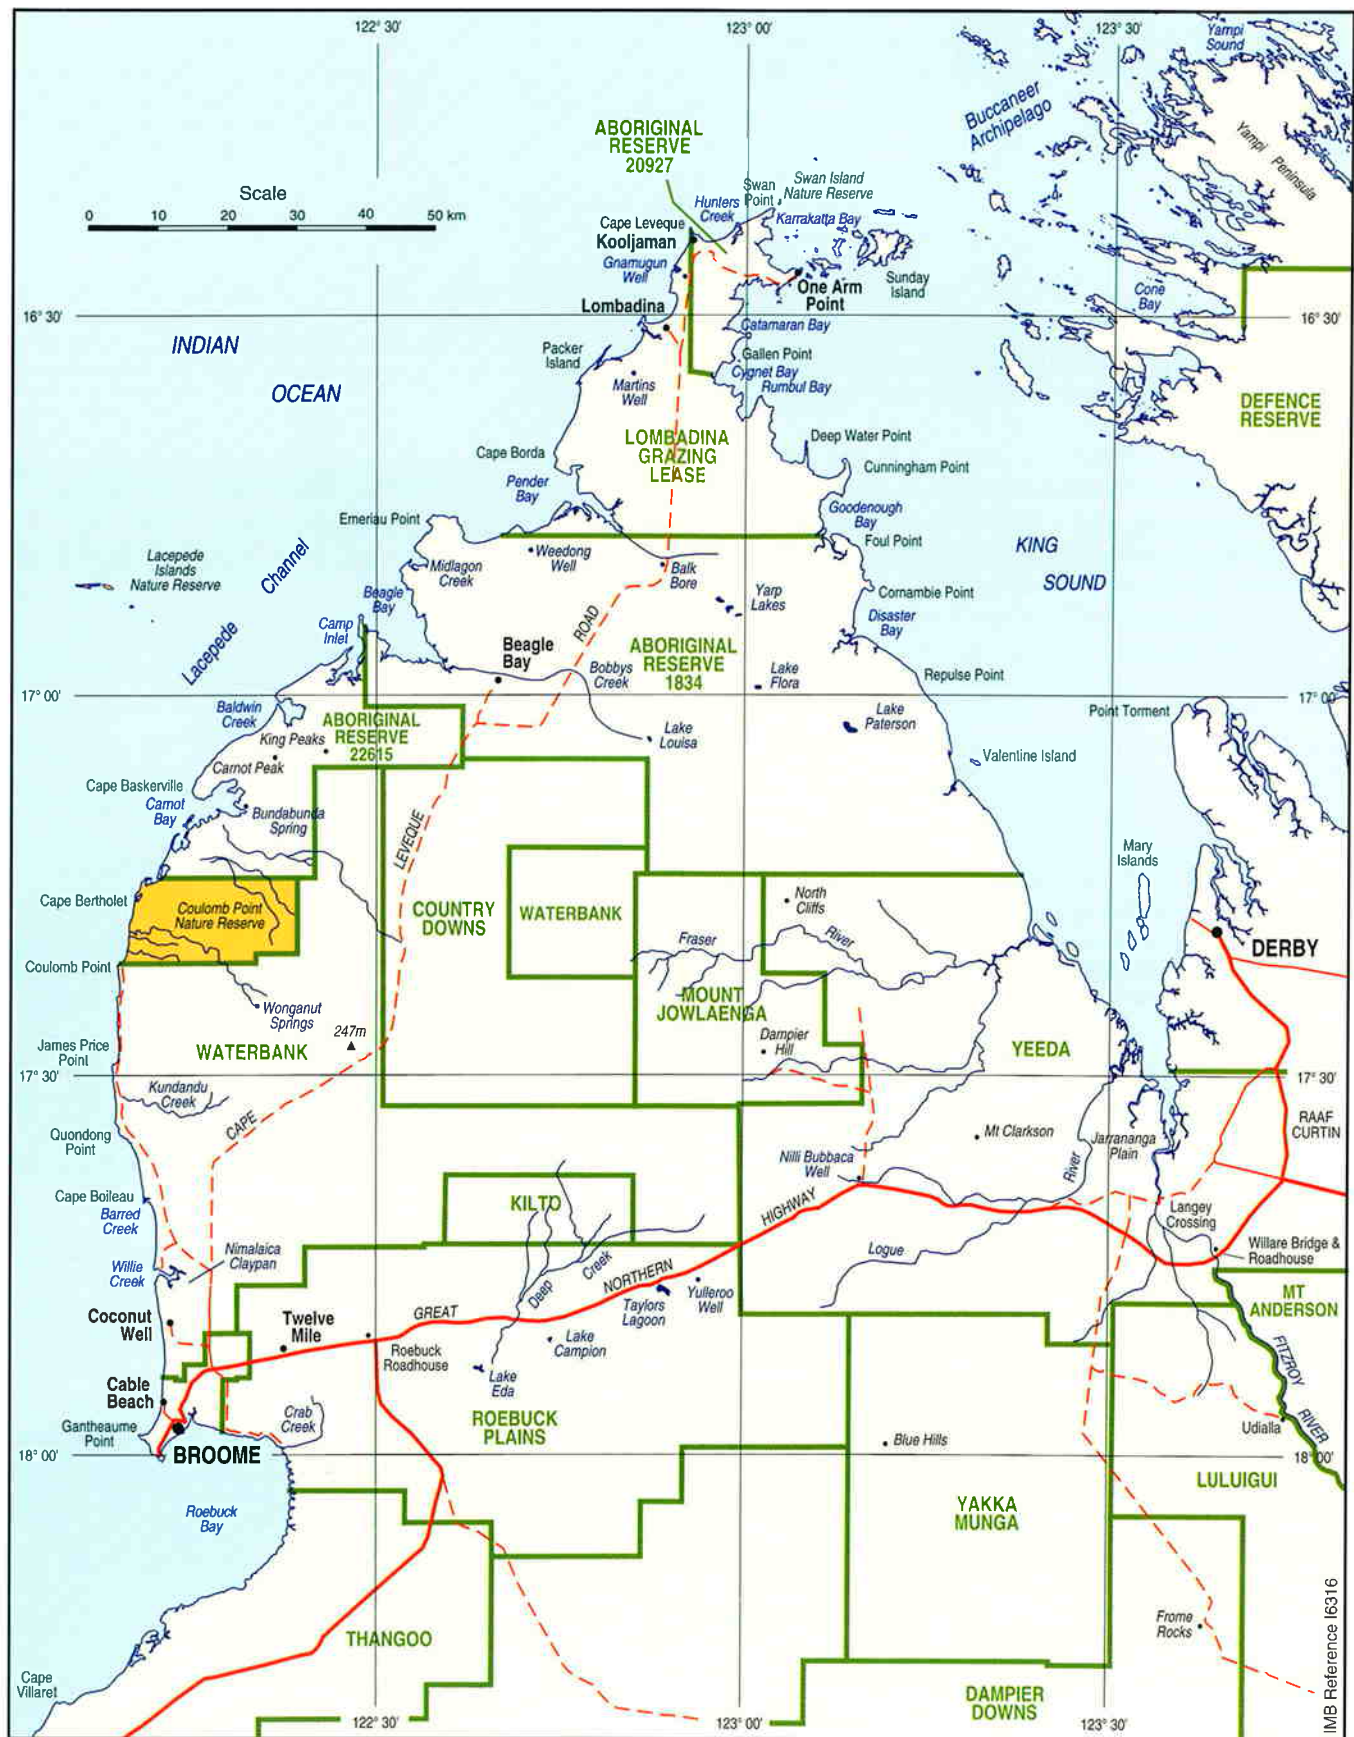 122° 30'
123° 00'
123° 30'
Yampi
Sound
Buccaneer
Archipelago
Yampi Peninsula
ABORIGINAL
RESERVE
20927
Scale
0 10 20 30 40 50 km
Swan
Point
Swan Island
Nature Reserve
Hunters
Creek
Karrakatta Bay
Cape Leveque
Kooljaman
Gnamugun
Well
One Arm
Point
Sunday
Island
Cone
Bay
Lombadina
16° 30'
16° 30'
INDIAN
OCEAN
Catamaran Bay
Packer
Island
Gallen Point
Cygnet Bay
Rumbul Bay
Martins
Well
DEFENCE
RESERVE
LOMBADINA
GRAZING
LEASE
Deep Water Point
Cape Borda
Cunningham Point
Pender
Bay
Goodenough
Bay
Emeriau Point
Foul Point
KING
SOUND
Lacepede
Islands
Nature Reserve
Lacepede
Channel
Midlagon
Creek
Weedong
Well
Balk
Bore
Yarp
Lakes
Cornambie Point
Beagle
Bay
Disaster
Bay
Camp
Inlet
Beagle
Bay
ROAD
ABORIGINAL
RESERVE
1834
Bobbys
Creek
Lake
Flora
Repulse Point
17° 00'
17° 00'
Baldwin
Creek
ABORIGINAL
RESERVE
22615
King Peaks
Carnot Peak
Lake
Louisa
Lake
Paterson
Point Torment
Valentine Island
Cape Baskerville
Carnot
Bay
Bundabunda
Spring
LEVEQUE
Mary
Islands
Cape Bertholet
Coulomb Point
Nature Reserve
COUNTRY
DOWNS
WATERBANK
North
Cliffs
Fraser
River
DERBY
Coulomb Point
MOUNT
JOWLAENGA
Wonganut
Springs
247m
James Price
Point
WATERBANK
Dampier
Hill
YEEDA
17° 30'
17° 30'
Kundandu
Creek
CAPE
RAAF
CURTIN
Quondong
Point
Mt Clarkson
Jarrananga
Plain
Nilli Bubbaca
Well
River
Cape Boileau
Barred
Creek
KILTO
HIGHWAY
Langey
Crossing
Nimalaica
Claypan
Willie
Creek
Logue
Willare Bridge &
Roadhouse
Deep
Creek
NORTHERN
MT
ANDERSON
GREAT
Taylors
Lagoon
Yulleroo
Well
Coconut
Well
Twelve
Mile
Roebuck
Roadhouse
Lake
Campion
FITZROY
RIVER
Cable
Beach
Lake
Eda
Gantheaume
Point
Crab
Creek
ROEBUCK
PLAINS
Udialla
BROOME
Blue Hills
18° 00'
18° 00'
LULUIGUI
Roebuck
Bay
YAKKA
MUNGA
Frome
Rocks
THANGOO
Cape
Villaret
DAMPIER
DOWNS
122° 30'
123° 00'
123° 30'
IMB Reference I6316